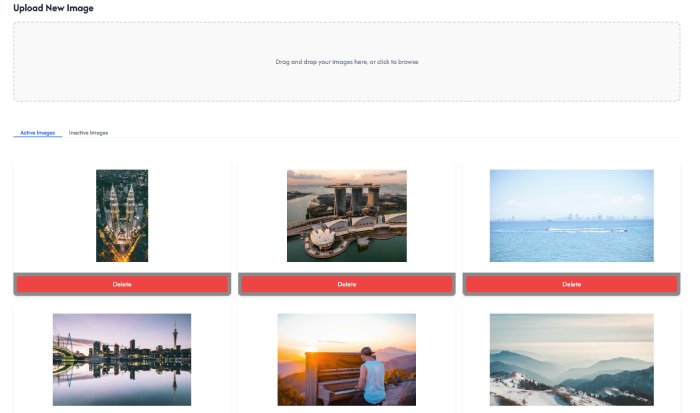 Upload New Image
Drag and drop your images here, or click to browse
Active Images
Inactive Images
Delete
Delete
Delete